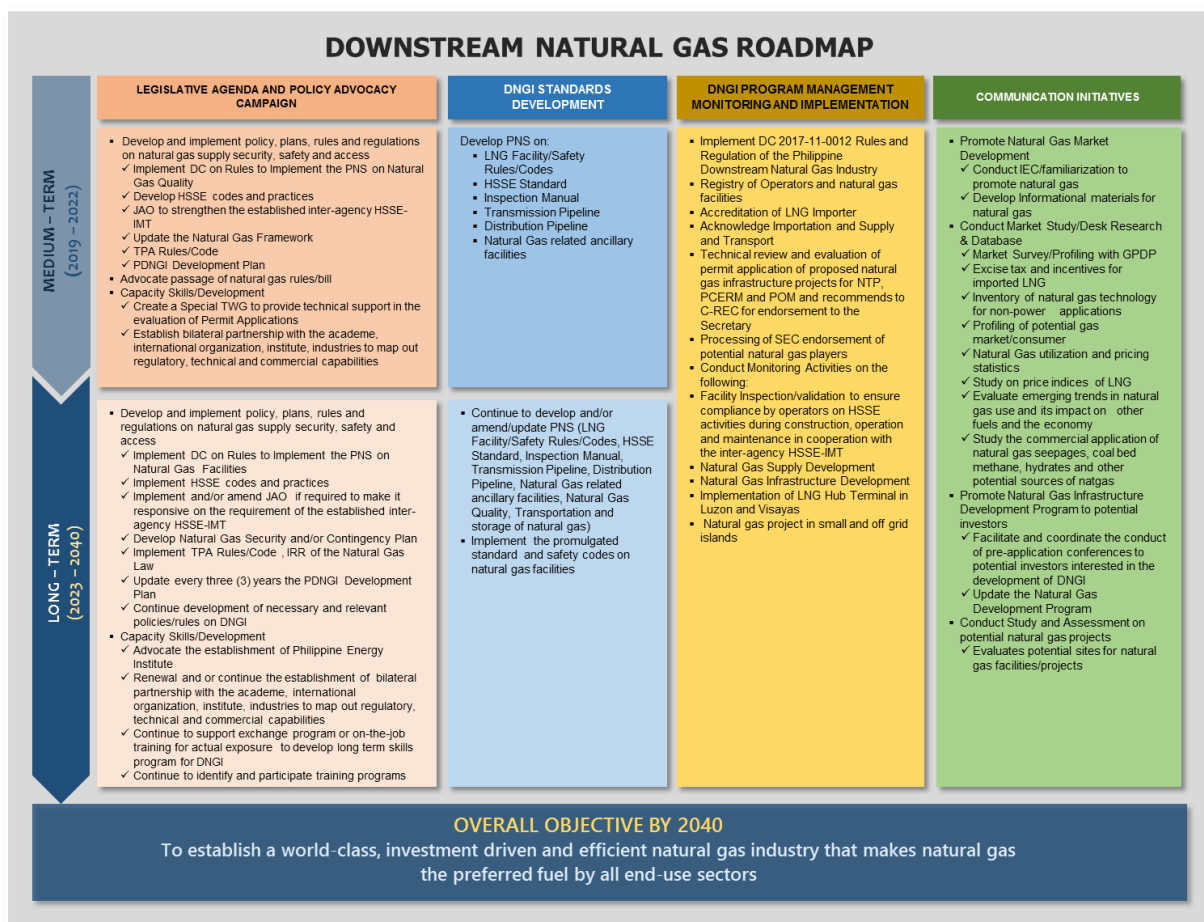 DOWNSTREAM NATURAL GAS ROADMAP
MEDIUM – TERM
(2019 – 2022)
LONG – TERM
(2023 – 2040)
LEGISLATIVE AGENDA AND POLICY ADVOCACY
CAMPAIGN
▪ Develop and implement policy, plans, rules and regulations
on natural gas supply security, safety and access
✓ Implement DC on Rules to Implement the PNS on Natural
Gas Quality
✓ Develop HSSE codes and practices
✓ JAO to strengthen the established inter-agency HSSE-
IMT
✓ Update the Natural Gas Framework
✓ TPA Rules/Code
✓ PDNGI Development Plan
▪ Advocate passage of natural gas rules/bill
▪ Capacity Skills/Development
✓ Create a Special TWG to provide technical support in the
evaluation of Permit Applications
✓ Establish bilateral partnership with the academe,
international organization, institute, industries to map out
regulatory, technical and commercial capabilities
▪ Develop and implement policy, plans, rules and
regulations on natural gas supply security, safety and
access
✓ Implement DC on Rules to Implement the PNS on
Natural Gas Facilities
✓ Implement HSSE codes and practices
✓ Implement and/or amend JAO if required to make it
responsive on the requirement of the established inter-
agency HSSE-IMT
✓ Develop Natural Gas Security and/or Contingency Plan
✓ Implement TPA Rules/Code , IRR of the Natural Gas
Law
✓ Update every three (3) years the PDNGI Development
Plan
✓ Continue development of necessary and relevant
policies/rules on DNGI
▪ Capacity Skills/Development
✓ Advocate the establishment of Philippine Energy
Institute
✓ Renewal and or continue the establishment of bilateral
partnership with the academe, international
organization, institute, industries to map out regulatory,
technical and commercial capabilities
✓ Continue to support exchange program or on-the-job
training for actual exposure to develop long term skills
program for DNGI
✓ Continue to identify and participate training programs
DNGI STANDARDS
DEVELOPMENT
Develop PNS on:
▪ LNG Facility/Safety
Rules/Codes
▪ HSSE Standard
▪ Inspection Manual
▪ Transmission Pipeline
▪ Distribution Pipeline
▪ Natural Gas related ancillary
facilities
▪ Continue to develop and/or
amend/update PNS (LNG
Facility/Safety Rules/Codes, HSSE
Standard, Inspection Manual,
Transmission Pipeline, Distribution
Pipeline, Natural Gas related
ancillary facilities, Natural Gas
Quality, Transportation and
storage of natural gas)
▪ Implement the promulgated
standard and safety codes on
natural gas facilities
DNGI PROGRAM MANAGEMENT
MONITORING AND IMPLEMENTATION
▪ Implement DC 2017-11-0012 Rules and
Regulation of the Philippine
Downstream Natural Gas Industry
▪ Registry of Operators and natural gas
facilities
▪ Accreditation of LNG Importer
▪ Acknowledge Importation and Supply
and Transport
▪ Technical review and evaluation of
permit application of proposed natural
gas infrastructure projects for NTP,
PCERM and POM and recommends to
C-REC for endorsement to the
Secretary
▪ Processing of SEC endorsement of
potential natural gas players
▪ Conduct Monitoring Activities on the
following:
▪ Facility Inspection/validation to ensure
compliance by operators on HSSE
activities during construction, operation
and maintenance in cooperation with
the inter-agency HSSE-IMT
▪ Natural Gas Supply Development
▪ Natural Gas Infrastructure Development
▪ Implementation of LNG Hub Terminal in
Luzon and Visayas
▪ Natural gas project in small and off grid
islands
COMMUNICATION INITIATIVES
▪ Promote Natural Gas Market
Development
✓ Conduct IEC/familiarization to
promote natural gas
✓ Develop Informational materials for
natural gas
▪ Conduct Market Study/Desk Research
& Database
✓ Market Survey/Profiling with GPDP
✓ Excise tax and incentives for
imported LNG
✓ Inventory of natural gas technology
for non-power applications
✓ Profiling of potential gas
market/consumer
✓ Natural Gas utilization and pricing
statistics
✓ Study on price indices of LNG
✓ Evaluate emerging trends in natural
gas use and its impact on other
fuels and the economy
✓ Study the commercial application of
natural gas seepages, coal bed
methane, hydrates and other
potential sources of natgas
▪ Promote Natural Gas Infrastructure
Development Program to potential
investors
✓ Facilitate and coordinate the conduct
of pre-application conferences to
potential investors interested in the
development of DNGI
✓ Update the Natural Gas
Development Program
▪ Conduct Study and Assessment on
potential natural gas projects
✓ Evaluates potential sites for natural
gas facilities/projects
OVERALL OBJECTIVE BY 2040
To establish a world-class, investment driven and efficient natural gas industry that makes natural gas
the preferred fuel by all end-use sectors